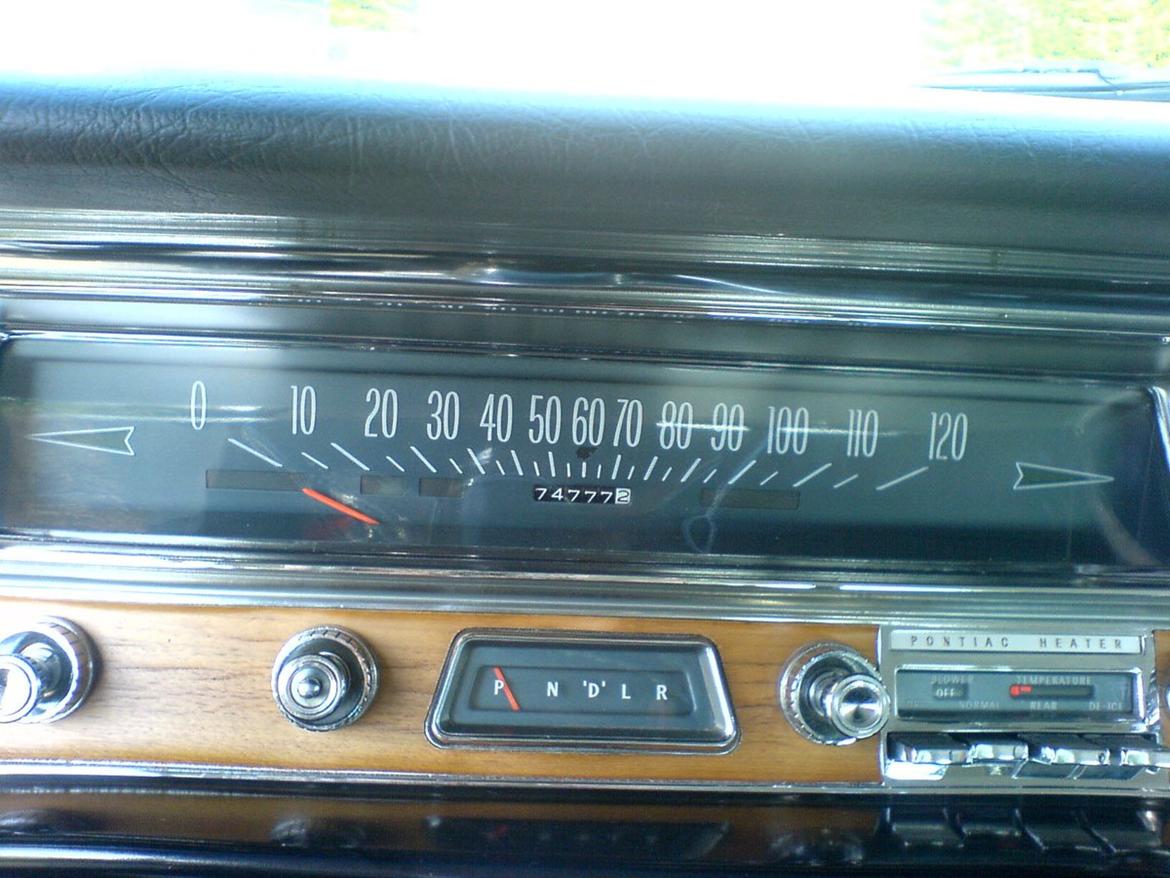 0 10 20 30 40 50 60 70 80 90 100 110 120
747772
P N 'D' L R
PONTIAC HEATER
BLOWER TEMPERATURE
OFF
NORMAL REAR DE-ICE